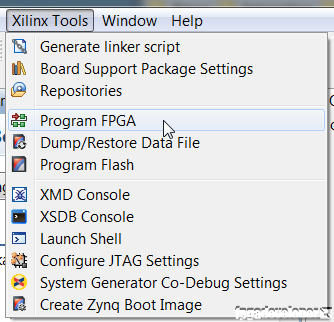 Xilinx Tools Window Help
Generate linker script
Board Support Package Settings
Repositories
Program FPGA
Dump/Restore Data File
Program Flash
XMD Console
XSDB Console
Launch Shell
Configure JTAG Settings
System Generator Co-Debug Settings
Create Zynq Boot Image